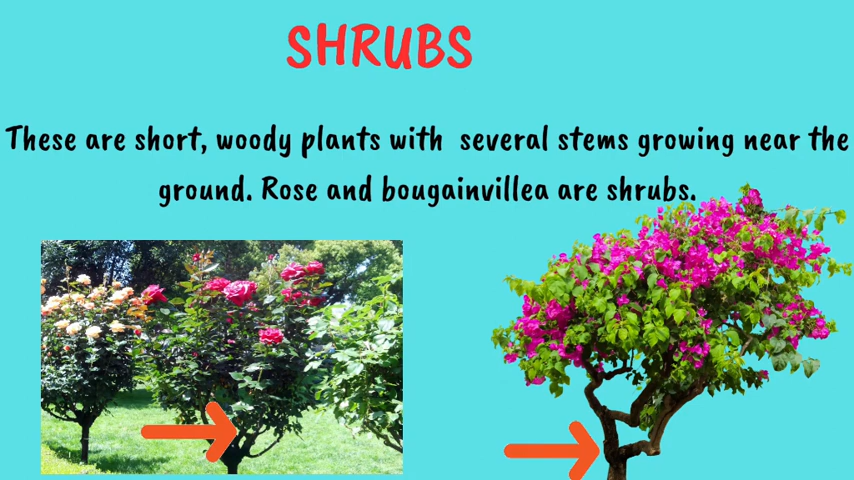 SHRUBS
These are short, woody plants with several stems growing near the
ground. Rose and bougainvillea are shrubs.